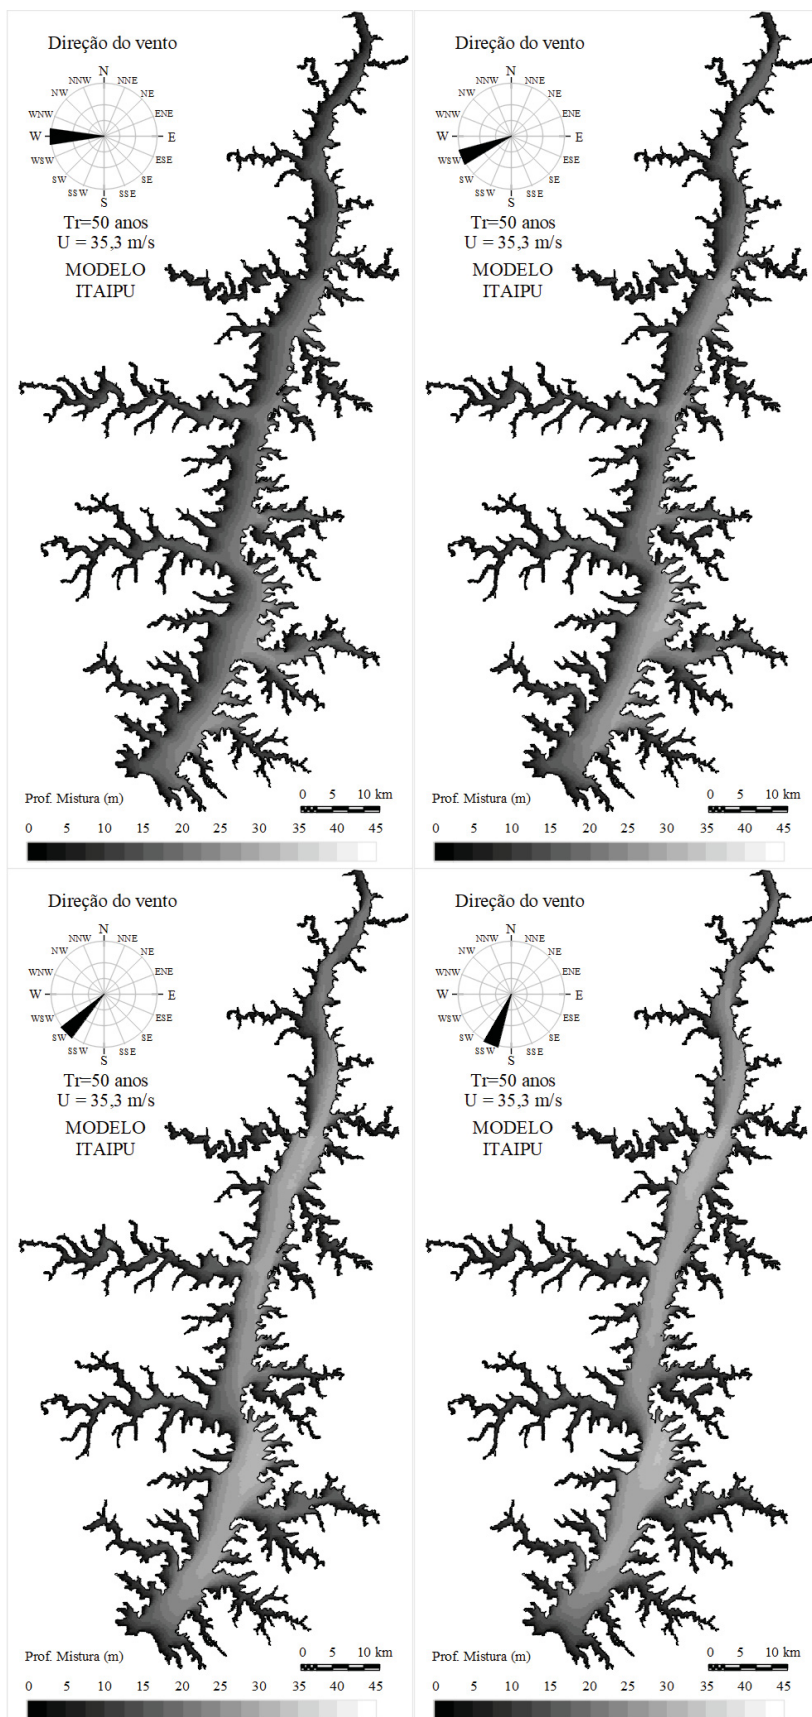 Direção do vento
N
NNW NNE
NW NE
WNW ENE
W E
WSW ESE
SW SE
SSW SSE
S
Tr=50 anos
U = 35,3 m/s
MODELO
ITAIPU
Prof. Mistura (m)
0 5 10 km
0 5 10 15 20 25 30 35 45
Direção do vento
N
NNW NNE
NW NE
WNW ENE
W E
WSW ESE
SW SE
SSW SSE
S
Tr=50 anos
U = 35,3 m/s
MODELO
ITAIPU
Prof. Mistura (m)
0 5 10 km
0 5 10 15 20 25 30 35 45
Direção do vento
N
NNW NNE
NW NE
WNW ENE
W E
WSW ESE
SW SE
SSW SSE
S
Tr=50 anos
U = 35,3 m/s
MODELO
ITAIPU
Prof. Mistura (m)
0 5 10 km
0 5 10 15 20 25 30 35 45
Direção do vento
N
NNW NNE
NW NE
WNW ENE
W E
WSW ESE
SW SE
SSW SSE
S
Tr=50 anos
U = 35,3 m/s
MODELO
ITAIPU
Prof. Mistura (m)
0 5 10 km
0 5 10 15 20 25 30 35 45